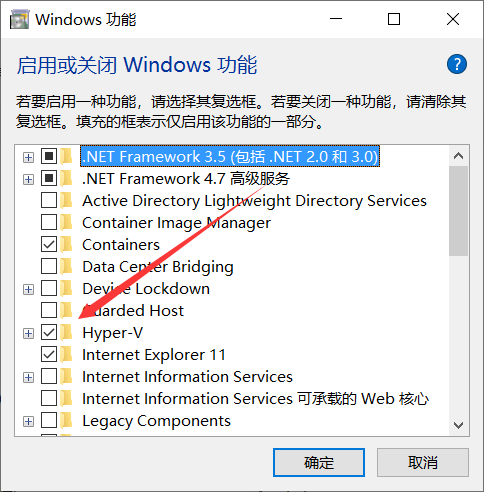 Windows 功能
启用或关闭 Windows 功能
?
若要启用一种功能，请选择其复选框。若要关闭一种功能，请清除其
复选框。填充的框表示仅启用该功能的一部分。
.NET Framework 3.5 (包括 .NET 2.0 和 3.0)
.NET Framework 4.7 高级服务
Active Directory Lightweight Directory Services
Container Image Manager
Containers
Data Center Bridging
Device Lockdown
Guarded Host
Hyper-V
Internet Explorer 11
Internet Information Services
Internet Information Services 可承载的 Web 核心
Legacy Components
确定
取消